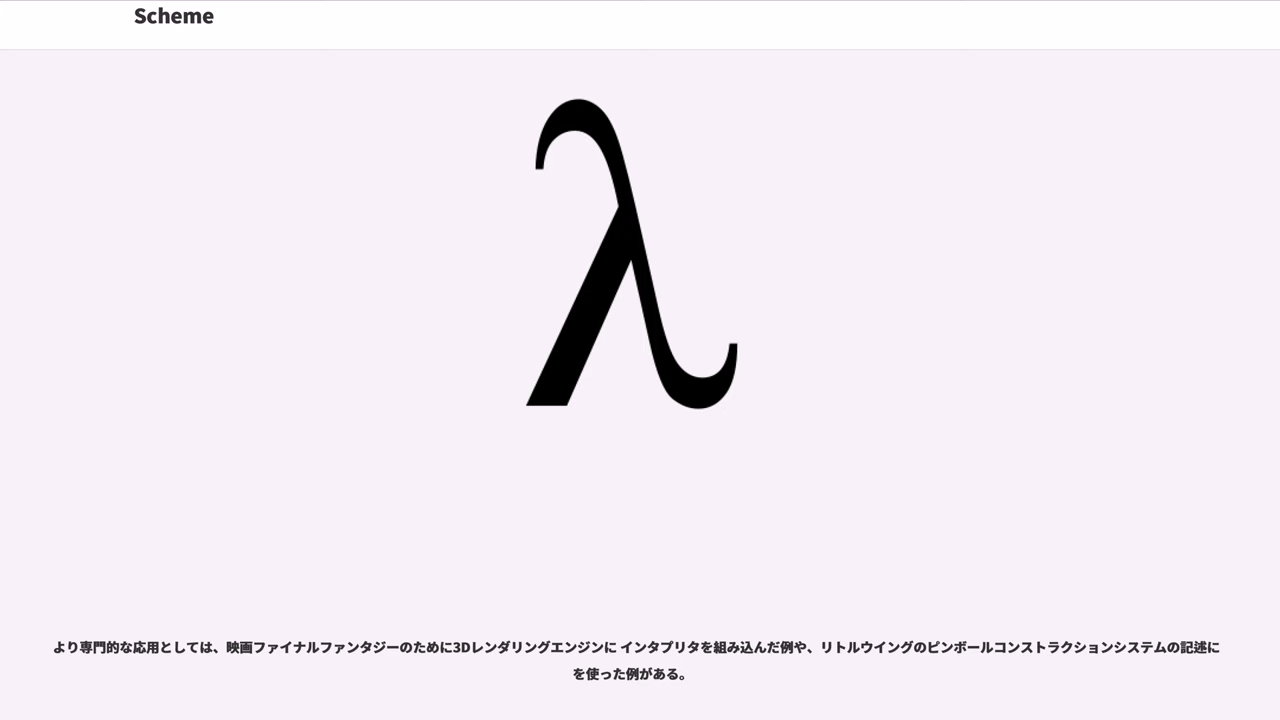 Scheme
λ
より専門的な応用としては、映画ファイナルファンタジーのために3Dレンダリングエンジンに インタプリタを組み込んだ例や、リトルウイングのピンボールコンストラクションシステムの記述に
を使った例がある。